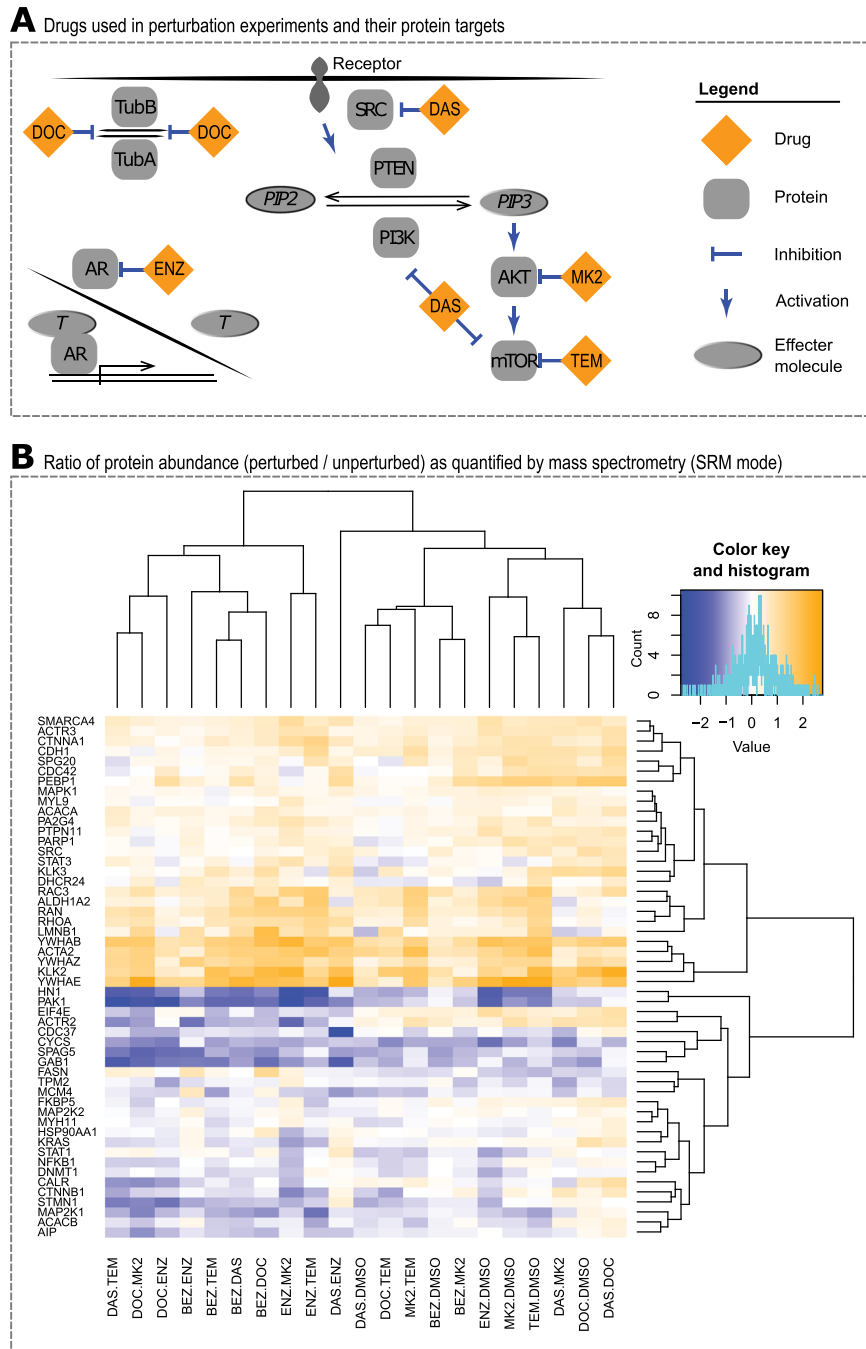 A Drugs used in perturbation experiments and their protein targets
Receptor
Legend
TubB
SRC
DAS
DOC
DOC
Drug
TubA
PTEN
PIP2
PIP3
Protein
PI3K
AR
ENZ
AKT
MK2
Inhibition
DAS
Activation
T
T
AR
mTOR
TEM
Effecter
molecule
B Ratio of protein abundance (perturbed / unperturbed) as quantified by mass spectrometry (SRM mode)
Color key
and histogram
Count
8
4
0
−2 −1 0 1 2
Value
SMARCA4
ACTR3
CTNNA1
CDH1
SPG20
CDC42
PEBP1
MAPK1
MYL9
ACACA
PA2G4
PTPN11
PARP1
SRC
STAT3
KLK3
DHCR24
RAC3
ALDH1A2
RAN
RHOA
LMNB1
YWHAB
ACTA2
YWHAZ
KLK2
YWHAE
HN1
PAK1
EIF4E
ACTR2
CDC37
CYCS
SPAG5
GAB1
FASN
TPM2
MCM4
FKBP5
MAP2K2
MYH11
HSP90AA1
KRAS
STAT1
NFKB1
DNMT1
CALR
CTNNB1
STMN1
MAP2K1
ACACB
AIP
DAS.TEM
DOC.MK2
DOC.ENZ
BEZ.ENZ
BEZ.TEM
BEZ.DAS
BEZ.DOC
ENZ.MK2
ENZ.TEM
DAS.ENZ
DAS.DMSO
DOC.TEM
MK2.TEM
BEZ.DMSO
BEZ.MK2
ENZ.DMSO
MK2.DMSO
TEM.DMSO
DAS.MK2
DOC.DMSO
DAS.DOC